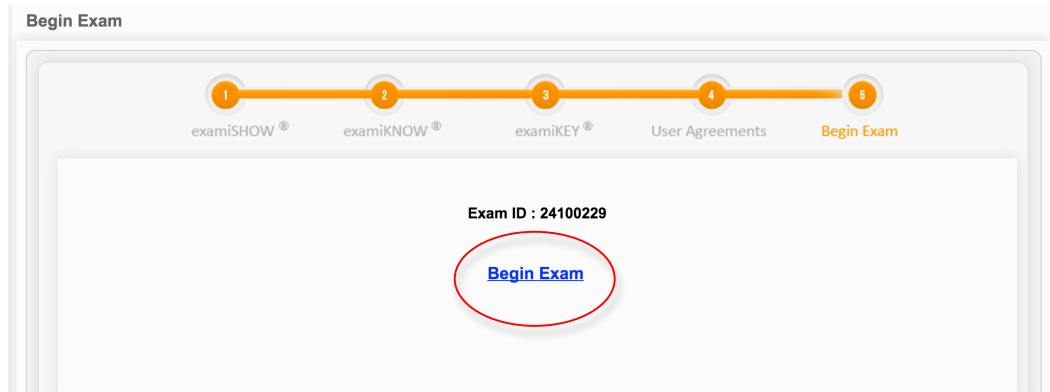 Begin Exam
1 2 3 4 5
examiSHOW ® examiKNOW ® examiKEY ® User Agreements Begin Exam
Exam ID : 24100229
Begin Exam